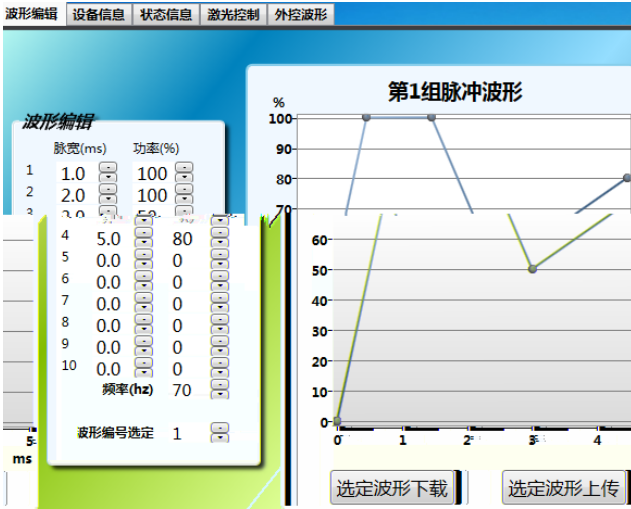 波形编辑 设备信息 状态信息 激光控制 外控波形
第1组脉冲波形
%
波形编辑
脉宽(ms) 功率(%)
1 1.0 100
2 2.0 100
4 5.0 80
5 0.0 0
6 0.0 0
7 0.0 0
8 0.0 0
9 0.0 0
10 0.0 0
频率(hz) 70
波形编号选定 1
100
90
80
70
60
50
40
30
20
10
0
0 1 2 3 4
5
ms
选定波形下载 选定波形上传